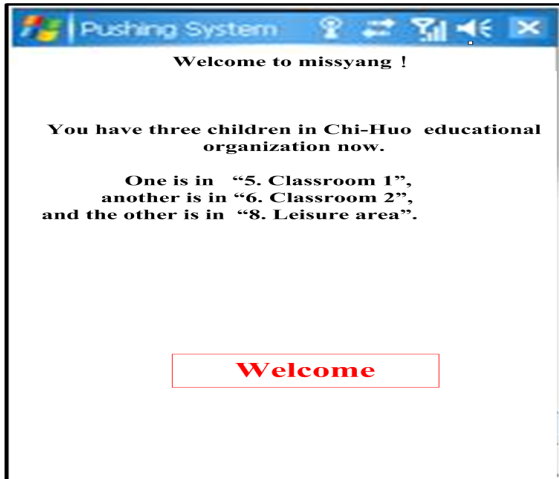 Pushing System
Welcome to missyang !
You have three children in Chi-Huo educational
organization now.
One is in “5. Classroom 1”,
another is in “6. Classroom 2”,
and the other is in “8. Leisure area”.
Welcome